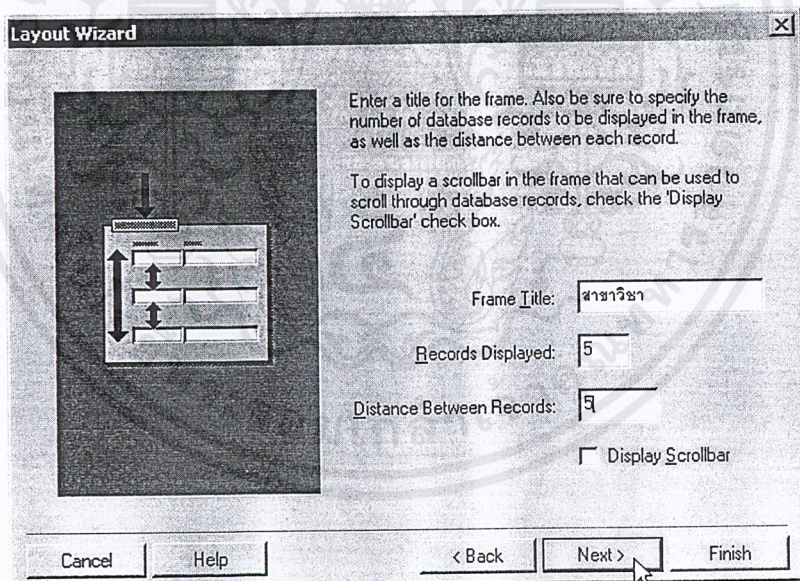 Layout Wizard
Enter a title for the frame. Also be sure to specify the
number of database records to be displayed in the frame,
as well as the distance between each record.
To display a scrollbar in the frame that can be used to
scroll through database records, check the 'Display
Scrollbar' check box.
Frame Title: สาขาวิชา
Records Displayed: 5
Distance Between Records: 5
Display Scrollbar
Cancel Help < Back Next > Finish